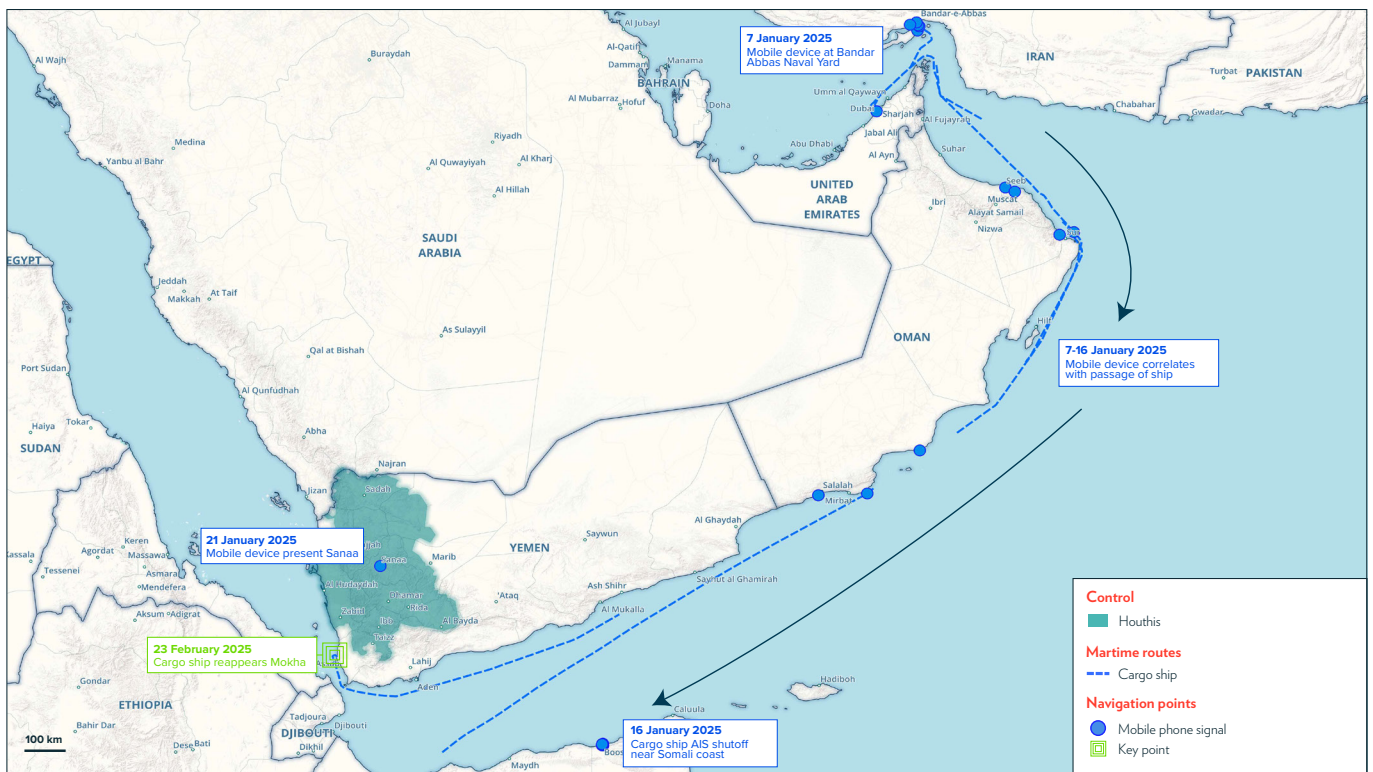 Al Wajh
Buraydah
Al Jubayl
Al-Qatif
Dammam
Manama
BAHRAIN
7 January 2025
Mobile device at Bandar
Abbas Naval Yard
Bandar-e-Abbas
IRAN
Turbat
PAKISTAN
Chabahar
Gwadar
Al Mubarraz
Hofuf
Doha
Umm al Qaywayn
Sharjah
Al Fujayrah
Jabal Ali
Abu Dhabi
Al Ayn
Suhar
Medina
Yanbu al Bahr
Riyadh
Al Quwayiyah
Al Kharj
Al Hillah
UNITED
ARAB
EMIRATES
Seeb
Muscat
Ibri
Alayat Samail
Nizwa
SAUDI
ARABIA
EGYPT
Jeddah
Makkah
At Taif
As Sulayyil
OMAN
7-16 January 2025
Mobile device correlates
with passage of ship
Qal at Bishah
Port Sudan
Al Qunfudhah
Haiya
Tokar
SUDAN
Abha
Najran
Jizan
Sadah
Salalah
Mirbat
Al Ghaydah
21 January 2025
Mobile device present Sanaa
Marib
YEMEN
Saywun
Keren
Agordat
Massawa
Asmara
Tessenei
Mendefera
Al Hudaydah
Dhamar
Rida
Zabid
Ibb
Al Bayda
Taizz
Ataq
Ash Shihr
Al Mukalla
Sayhut al Ghamirah
Aksum
Adigrat
23 February 2025
Cargo ship reappears Mokha
Lahij
Aden
Gondar
ETHIOPIA
Bahir Dar
Dese
Bati
Tadjoura
Djibouti
DJIBOUTI
Dikhil
Hadiboh
Caluula
16 January 2025
Cargo ship AIS shutoff
near Somali coast
Maydh
100 km
Control
Houthis
Martime routes
Cargo ship
Navigation points
Mobile phone signal
Key point